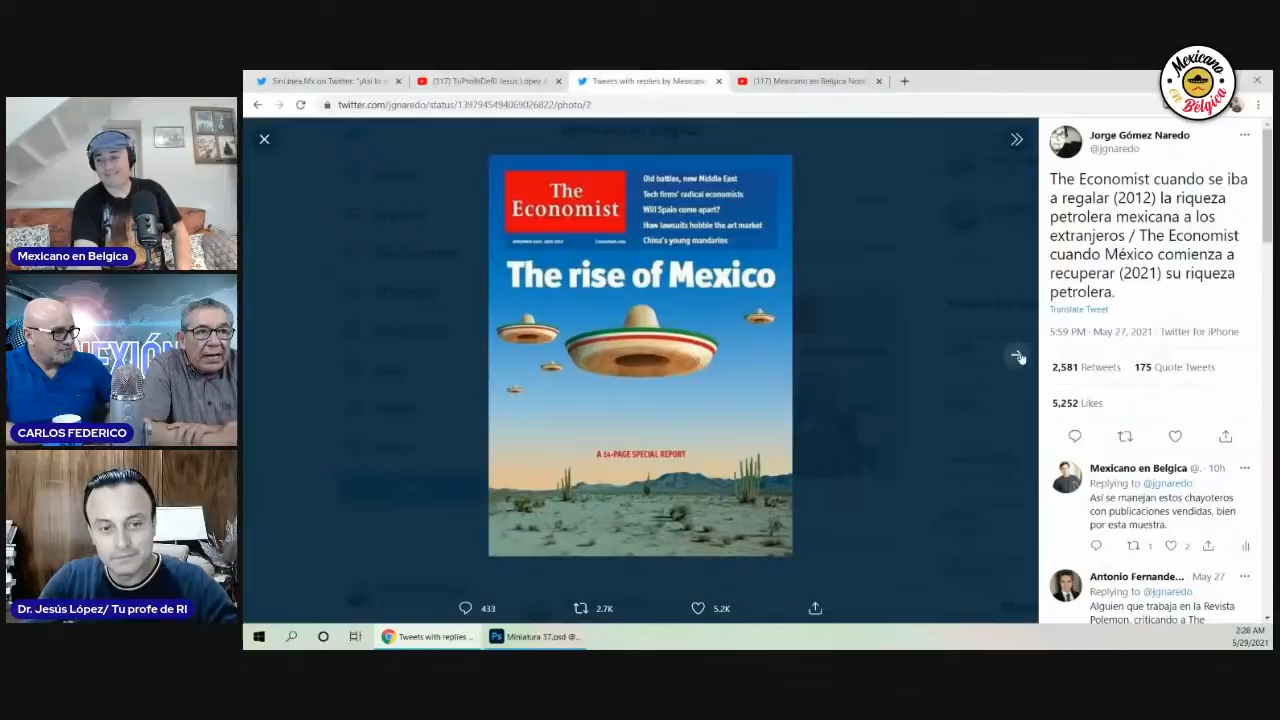 Mexicano
en
Bélgica
SinLinea.Mx on Twitter: "¡Así lo
(117) TuProfeDeRI Jesús López
Tweets with replies by Mexicano
(117) Mexicano en Bélgica Notic
twitter.com/jgnaredo/status/1397945494069026822/photo/2
Mexicano en Belgica
NEXIÓN
CARLOS FEDERICO
Dr. Jesús López/ Tu profe de RI
The
Economist
Old battles, new Middle East
Tech firms' radical economists
Will Spain come apart?
How lawsuits hobble the art market
China's young mandarins
Economist.com
The rise of Mexico
A 14-PAGE SPECIAL REPORT
433
2.7K
5.2K
Jorge Gómez Naredo
@jgnaredo
The Economist cuando se iba
a regalar (2012) la riqueza
petrolera mexicana a los
extranjeros / The Economist
cuando México comienza a
recuperar (2021) su riqueza
petrolera.
Translate Tweet
5:59 PM · May 27, 2021 · Twitter for iPhone
2,581 Retweets 175 Quote Tweets
5,252 Likes
Mexicano en Belgica @. · 10h
Replying to @jgnaredo
Así se manejan estos chayoteros
con publicaciones vendidas, bien
por esta muestra.
1 2
Antonio Fernande... May 27
Replying to @jgnaredo
Alguien que trabaja en la Revista
Polemon, criticando a The
Tweets with replies ...
Ps Miniatura 37.psd @...
2:28 AM
5/29/2021